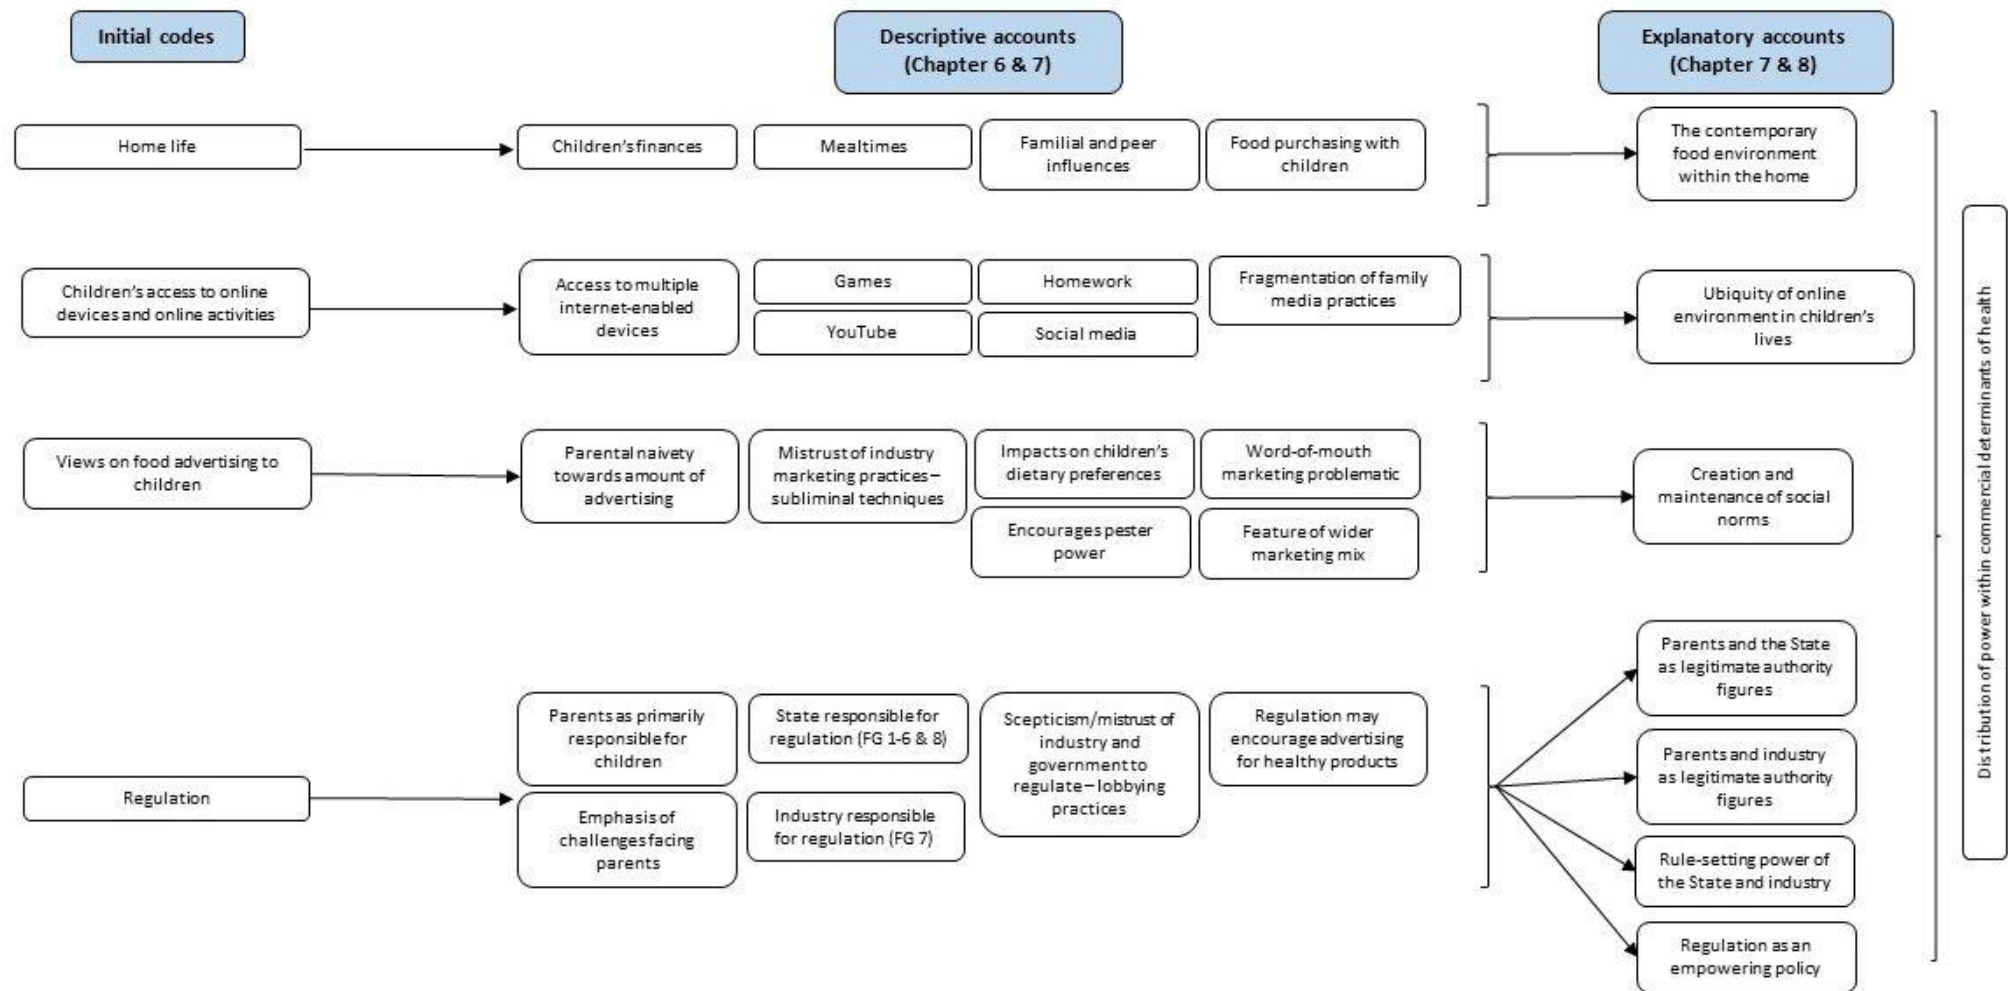 Initial codes
Descriptive accounts
(Chapter 6 & 7)
Explanatory accounts
(Chapter 7 & 8)
Home life
Children's finances
Mealtimes
Familial and peer
influences
Food purchasing with
children
The contemporary
food environment
within the home
Children's access to online
devices and online activities
Access to multiple
internet-enabled
devices
Games
YouTube
Homework
Social media
Fragmentation of family
media practices
Ubiquity of online
environment in children's
lives
Views on food advertising to
children
Parental naivety
towards amount of
advertising
Mistrust of industry
marketing practices –
subliminal techniques
Impacts on children's
dietary preferences
Encourages pester
power
Word-of-mouth
marketing problematic
Feature of wider
marketing mix
Creation and
maintenance of social
norms
Regulation
Parents as primarily
responsible for
children
Emphasis of
challenges facing
parents
State responsible for
regulation (FG 1-6 & 8)
Industry responsible
for regulation (FG 7)
Scepticism/mistrust of
industry and
government to
regulate – lobbying
practices
Regulation may
encourage advertising
for healthy products
Parents and the State
as legitimate authority
figures
Parents and industry
as legitimate authority
figures
Rule-setting power of
the State and industry
Regulation as an
empowering policy
Distribution of power within commercial determinants of health